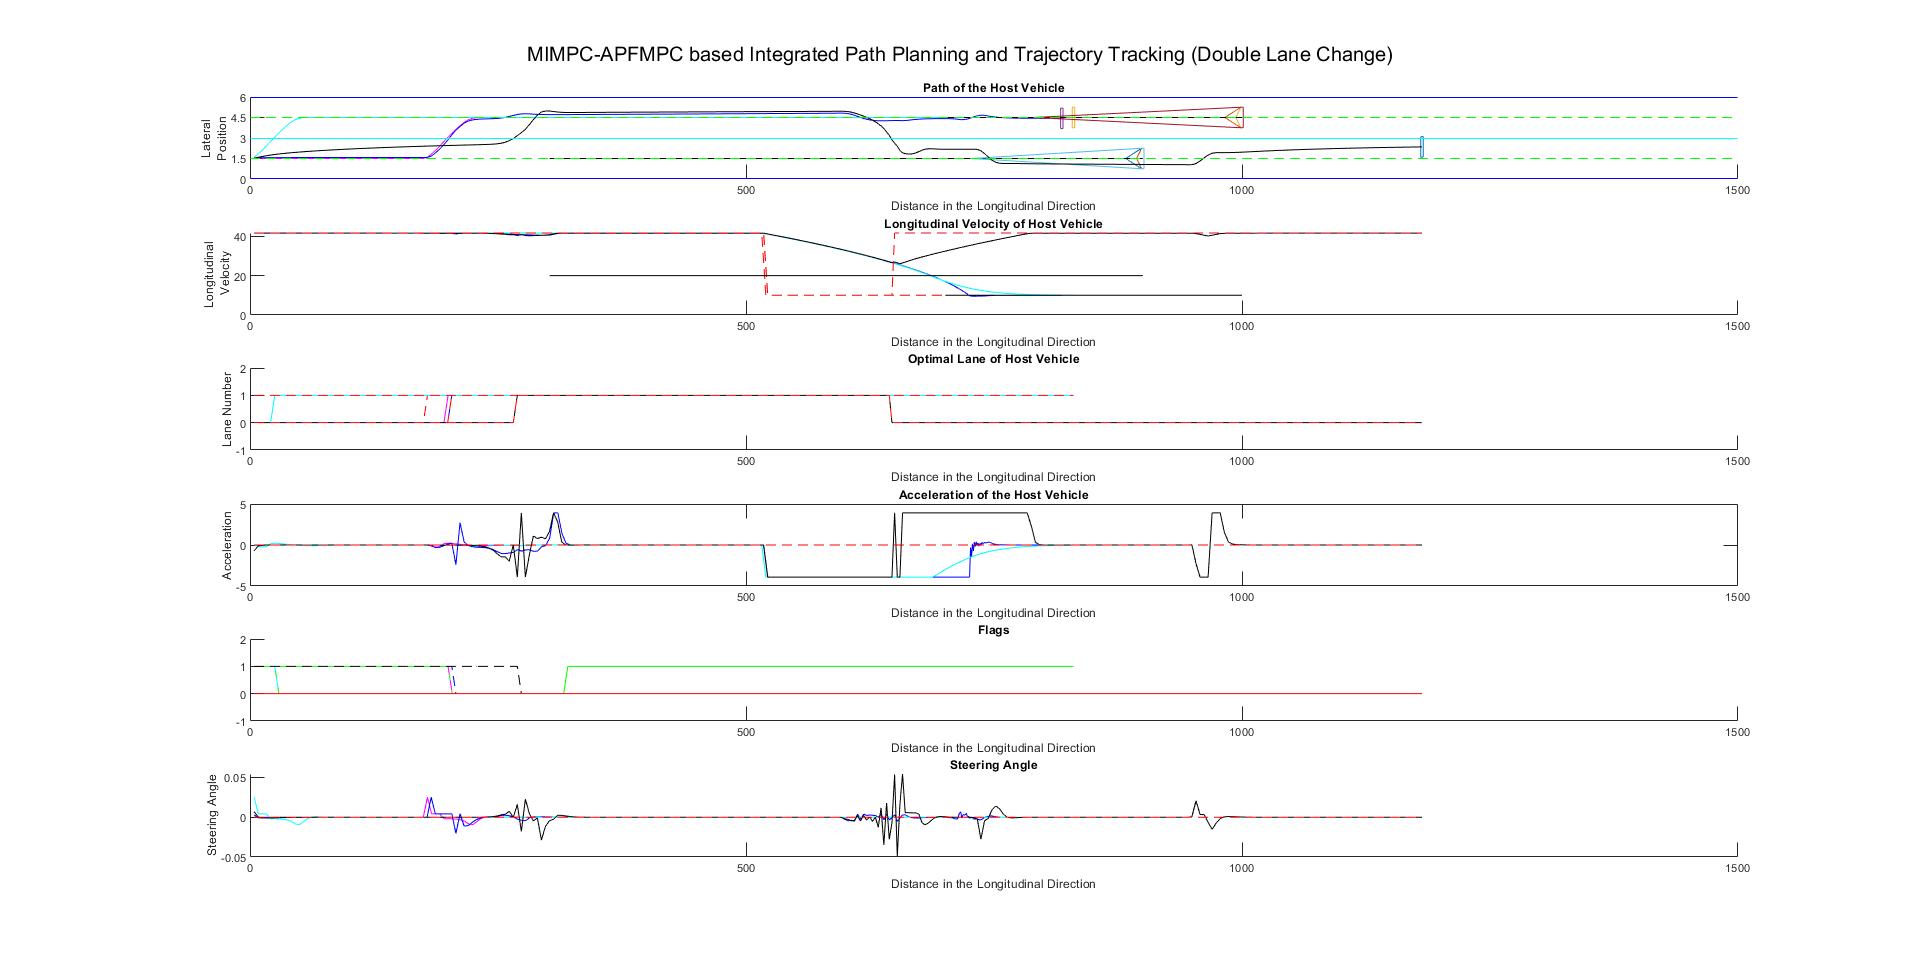 MIMPC-APFMPC based Integrated Path Planning and Trajectory Tracking (Double Lane Change)
Path of the Host Vehicle
Lateral
Position
6
4.5
3
1.5
0
0 500 1000 1500
Distance in the Longitudinal Direction
Longitudinal Velocity of Host Vehicle
Longitudinal
Velocity
40
20
0
0 500 1000 1500
Distance in the Longitudinal Direction
Optimal Lane of Host Vehicle
Lane Number
2
1
0
-1
0 500 1000 1500
Distance in the Longitudinal Direction
Acceleration of the Host Vehicle
Acceleration
5
0
-5
0 500 1000 1500
Distance in the Longitudinal Direction
Flags
2
1
0
-1
0 500 1000 1500
Distance in the Longitudinal Direction
Steering Angle
Steering Angle
0.05
0
-0.05
0 500 1000 1500
Distance in the Longitudinal Direction